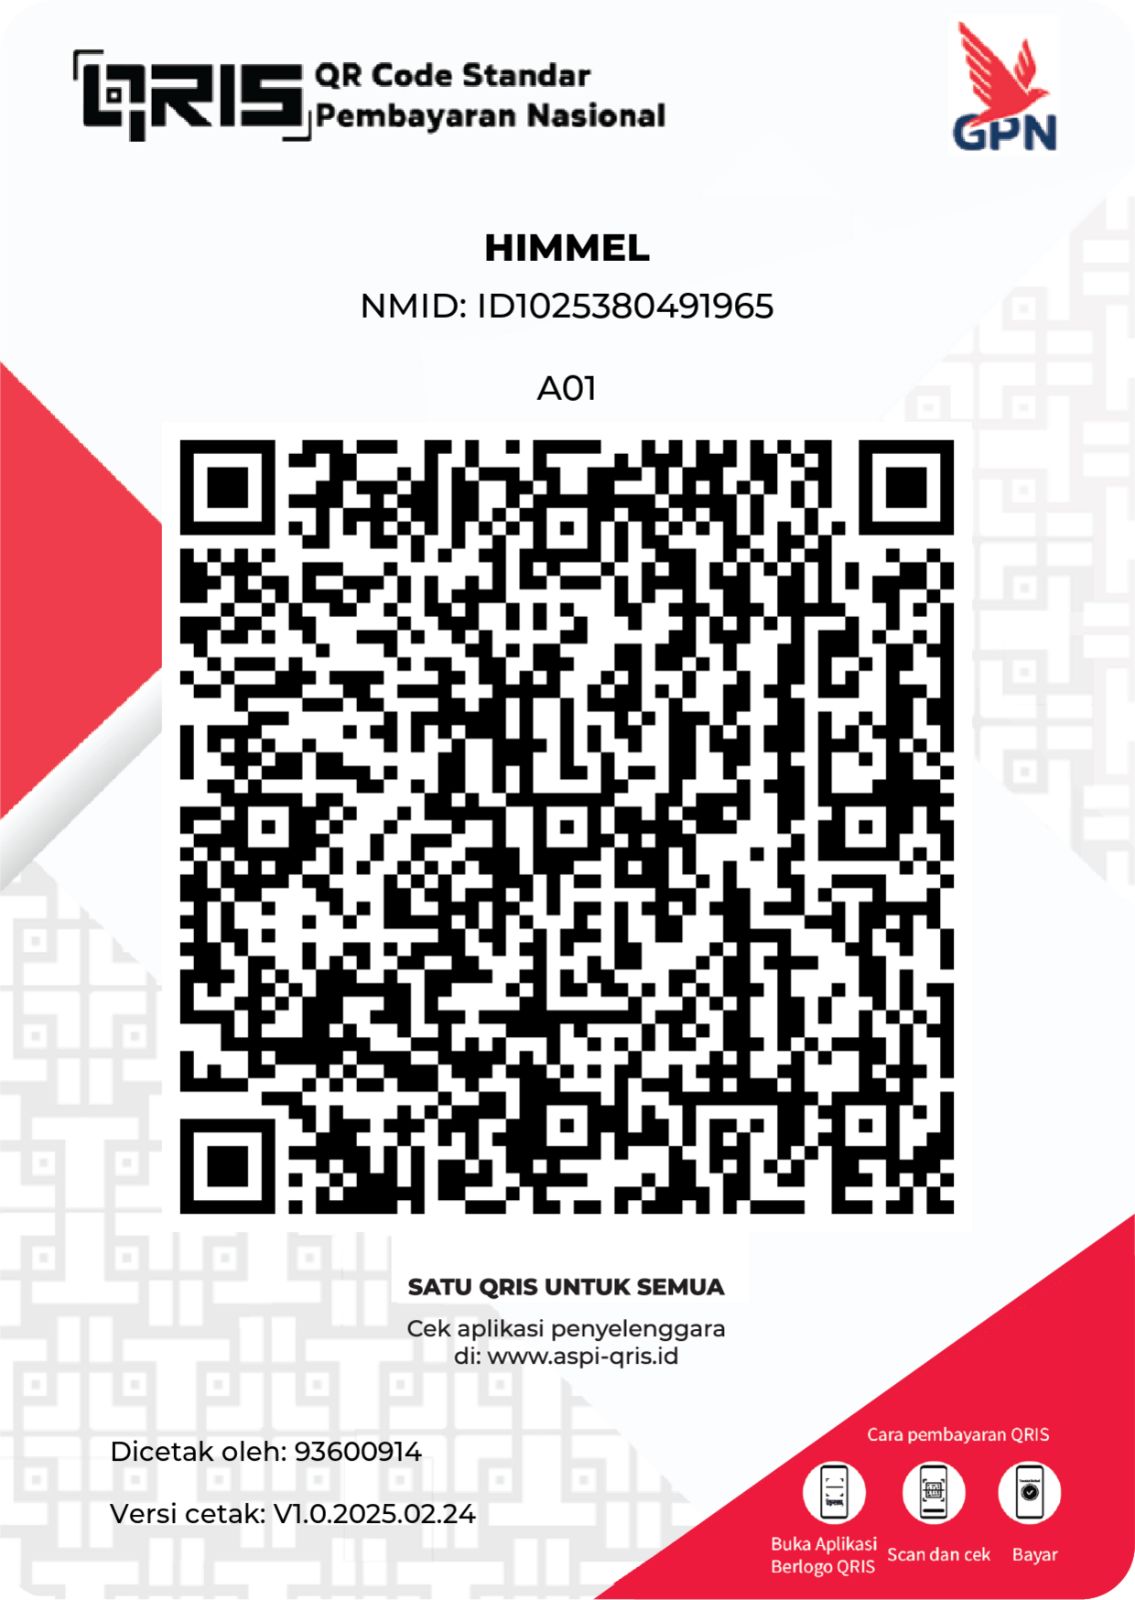 QRIS QR Code Standar
Pembayaran Nasional
GPN
HIMMEL
NMID: ID1025380491965
A01
SATU QRIS UNTUK SEMUA
Cek aplikasi penyelenggara
di: www.aspi-qris.id
Dicetak oleh: 93600914
Versi cetak: V1.0.2025.02.24
Cara pembayaran QRIS
Buka Aplikasi
Berlogo QRIS
Scan dan cek
Bayar